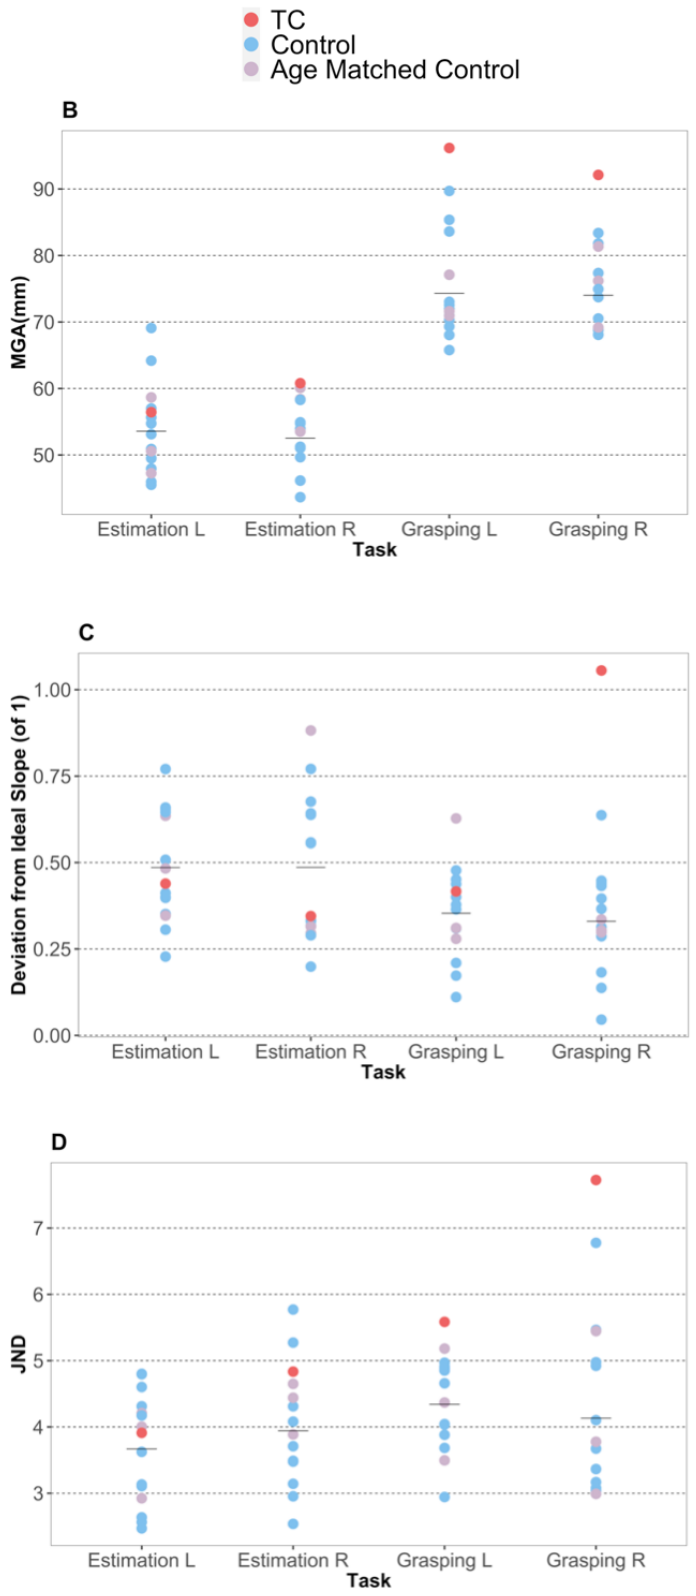 TC
Control
Age Matched Control
B
MGA(mm)
90
80
70
60
50
Estimation L Estimation R Grasping L Grasping R
Task
C
Deviation from Ideal Slope (of 1)
1.00
0.75
0.50
0.25
0.00
Estimation L Estimation R Grasping L Grasping R
Task
D
JND
7
6
5
4
3
Estimation L Estimation R Grasping L Grasping R
Task